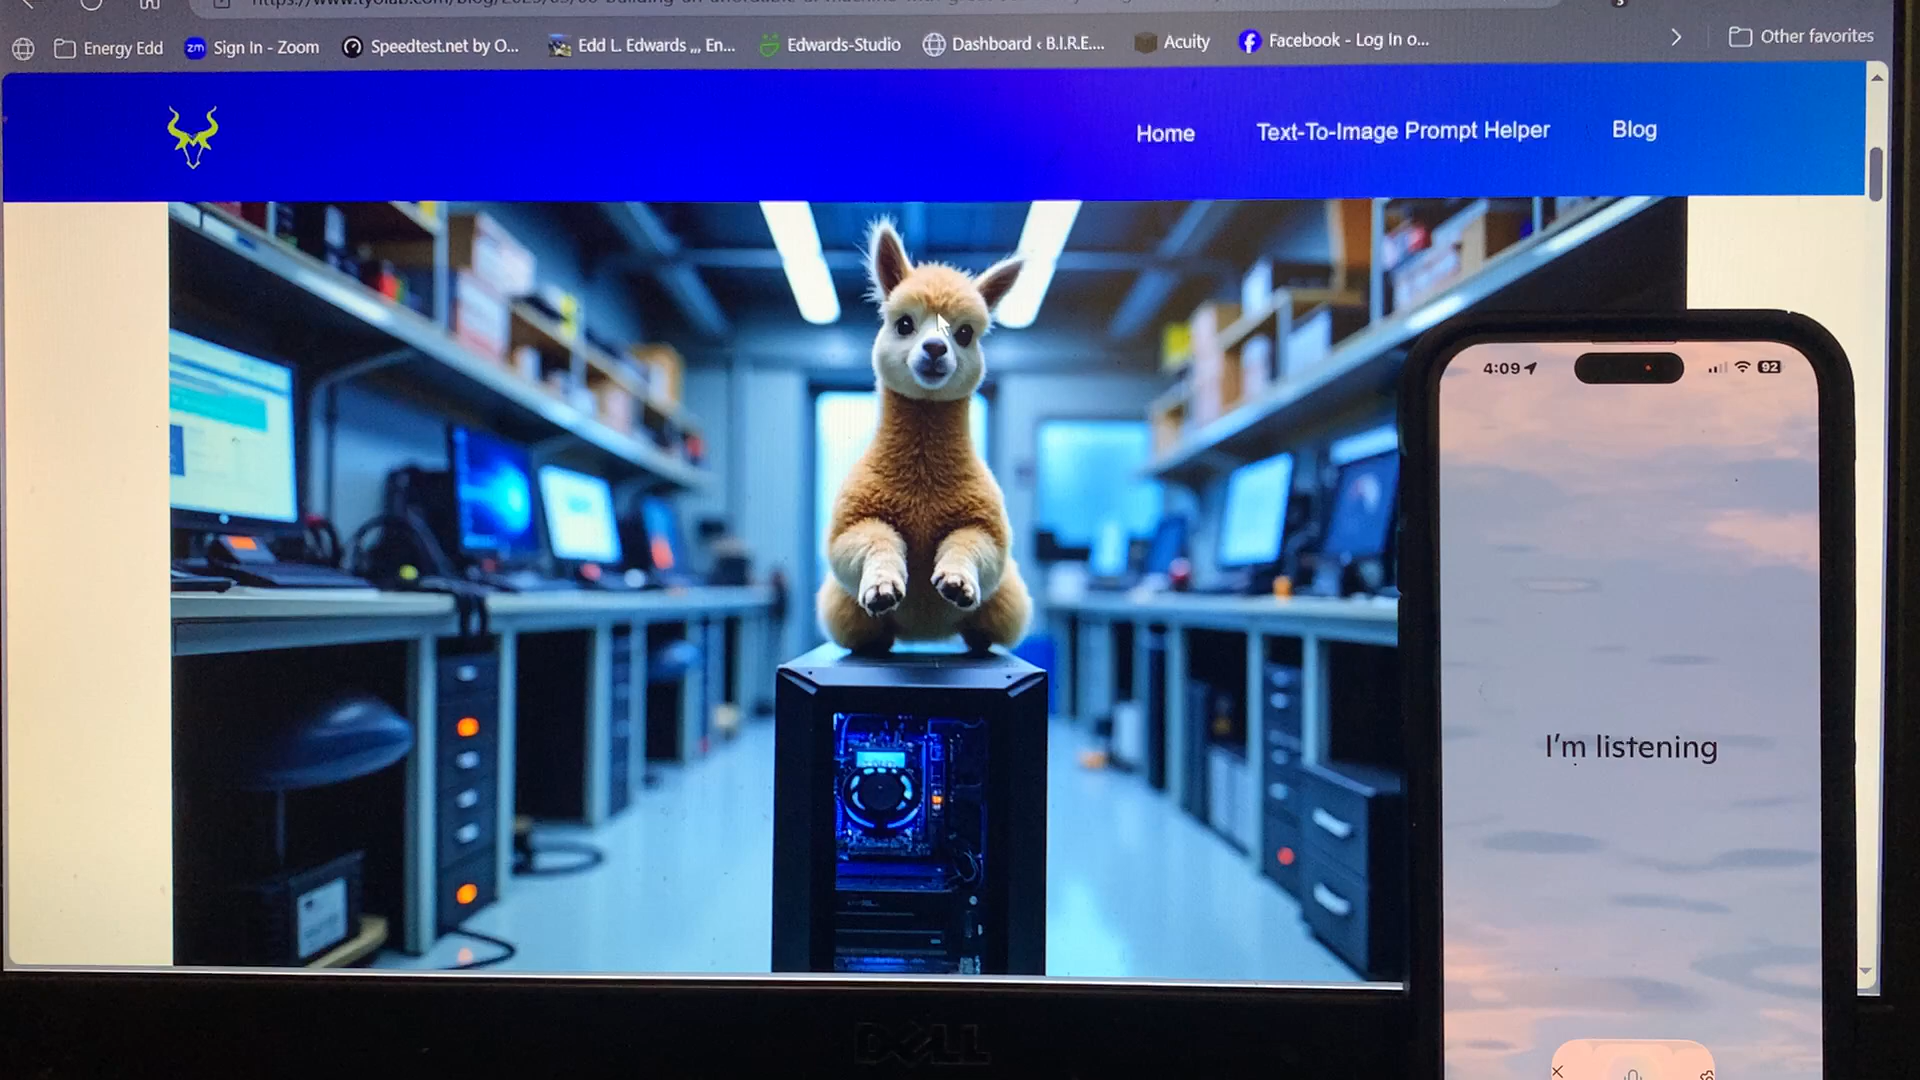 Energy Edd
Sign In - Zoom
Speedtest.net by O...
Edd L. Edwards ,,, En...
Edwards-Studio
Dashboard ‹ B.I.R.E....
Acuity
Facebook - Log In o...
Other favorites
Home
Text-To-Image Prompt Helper
Blog
4:09
92
I'm listening
DELL